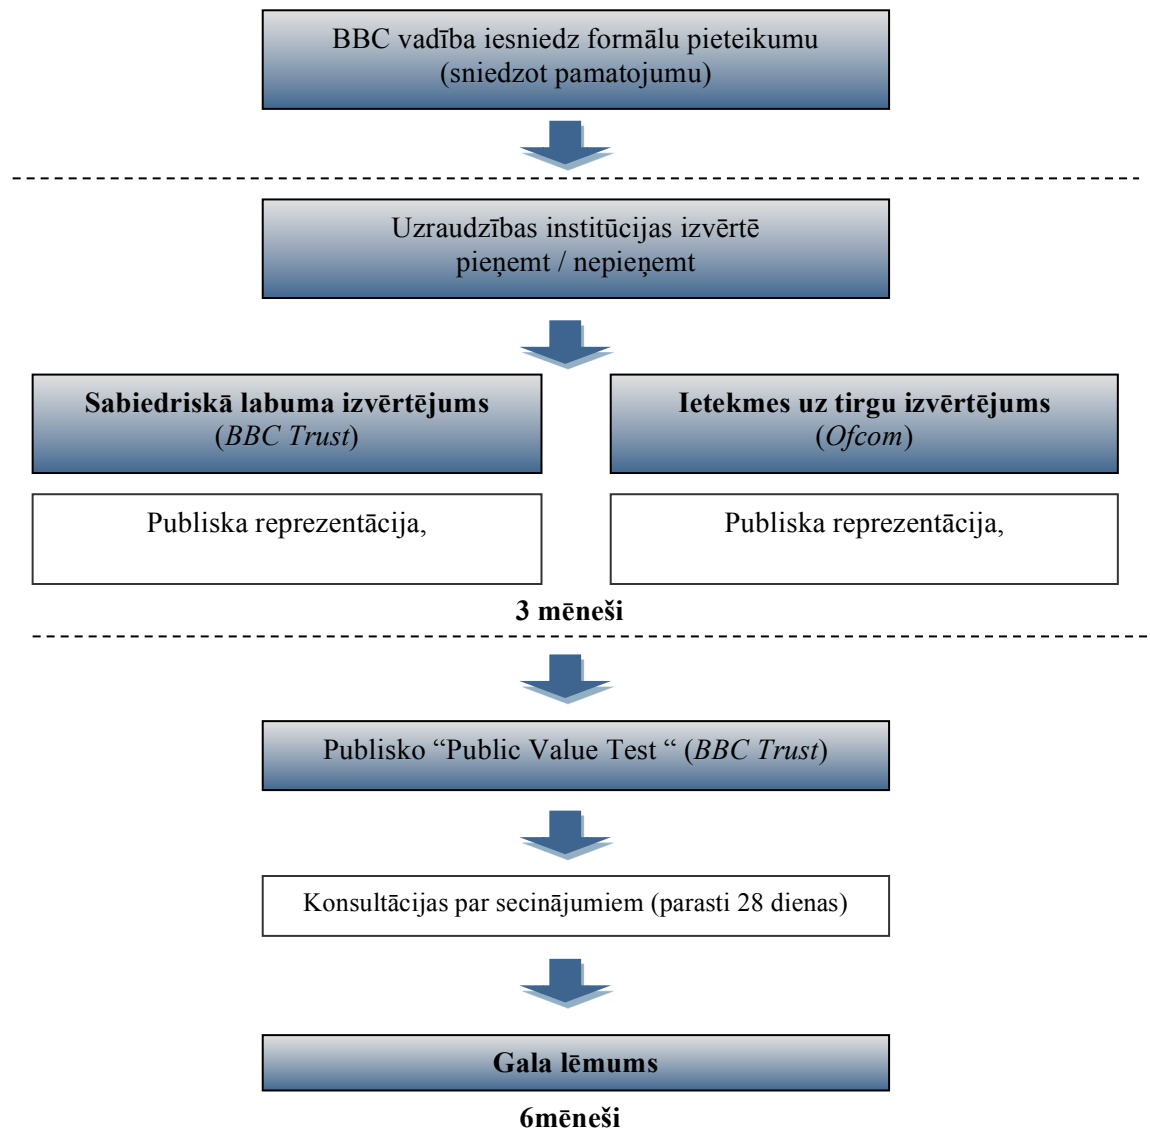 BBC vadība iesniedz formālu pieteikumu
(sniedzot pamatojumu)
Uzraudzības institūcijas izvērtē
pieņemt / nepieņemt
Sabiedriskā labuma izvērtējums
(BBC Trust)
Ietekmes uz tirgu izvērtējums
(Ofcom)
Publiska reprezentācija,
Publiska reprezentācija,
3 mēneši
Publisko “Public Value Test “ (BBC Trust)
Konsultācijas par secinājumiem (parasti 28 dienas)
Gala lēmums
6mēneši